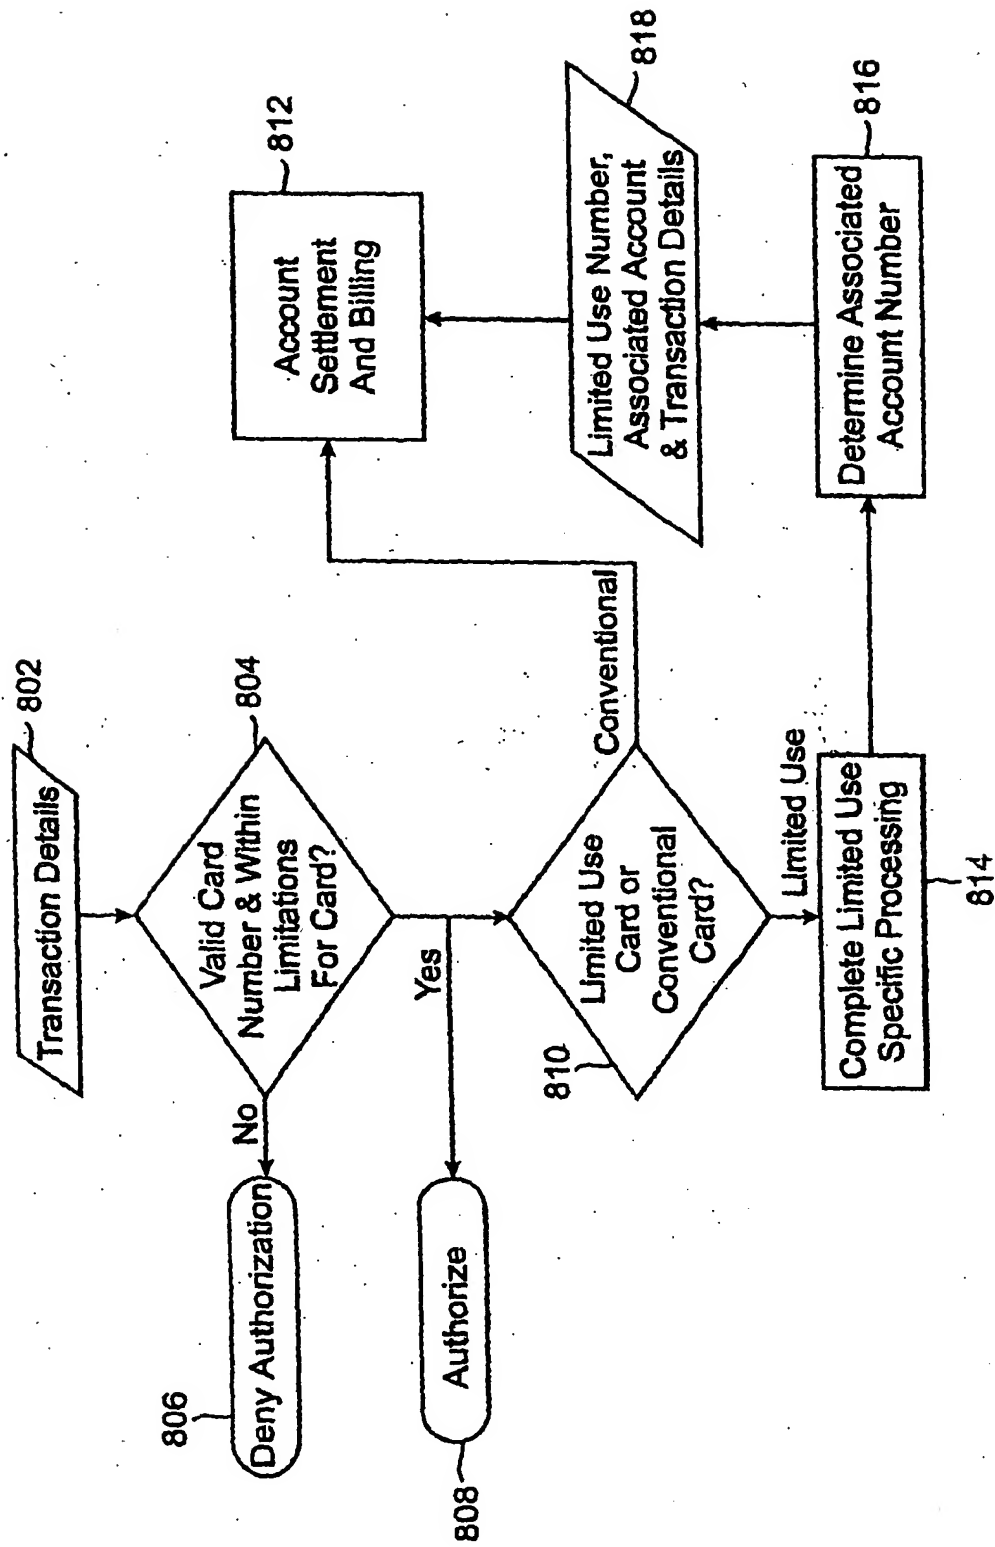 802
Transaction Details
804
Valid Card
Number & Within
Limitations
For Card?
No
806
Deny Authorization
Yes
808
Authorize
810
Limited Use
Card or
Conventional
Card?
Conventional
812
Account
Settlement
And Billing
Limited Use
Complete Limited Use
Specific Processing
814
816
Determine Associated
Account Number
818
Limited Use Number,
Associated Account
& Transaction Details